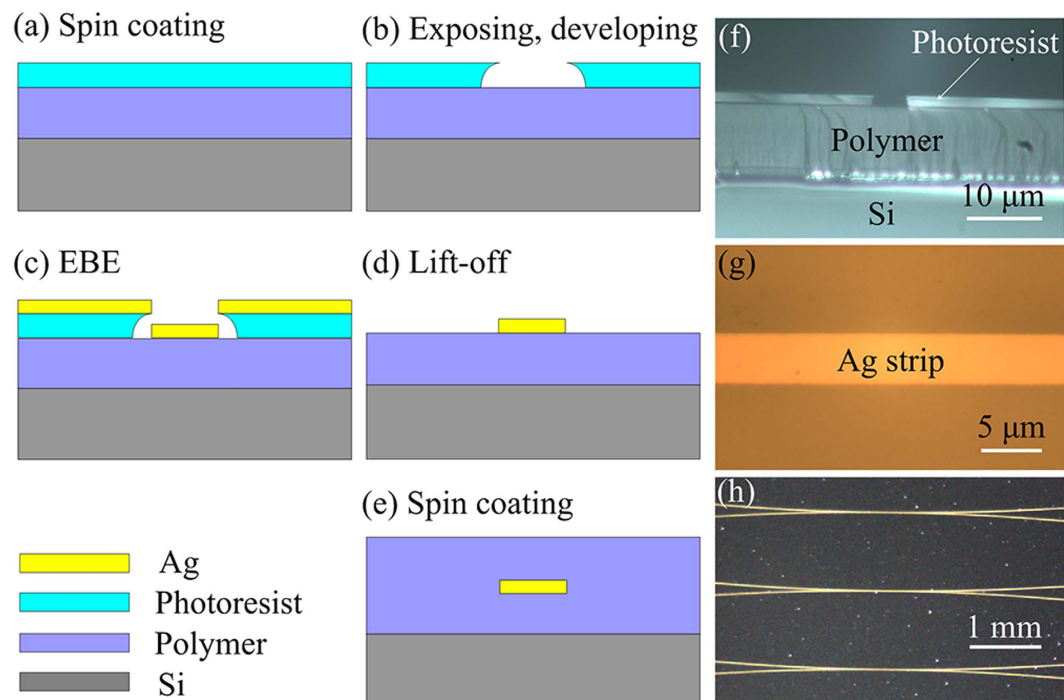 (a) Spin coating
(b) Exposing, developing
(c) EBE
(d) Lift-off
(e) Spin coating
Ag
Photoresist
Polymer
Si
(f)
Photoresist
Polymer
10 μm
Si
(g)
Ag strip
5 μm
(h)
1 mm